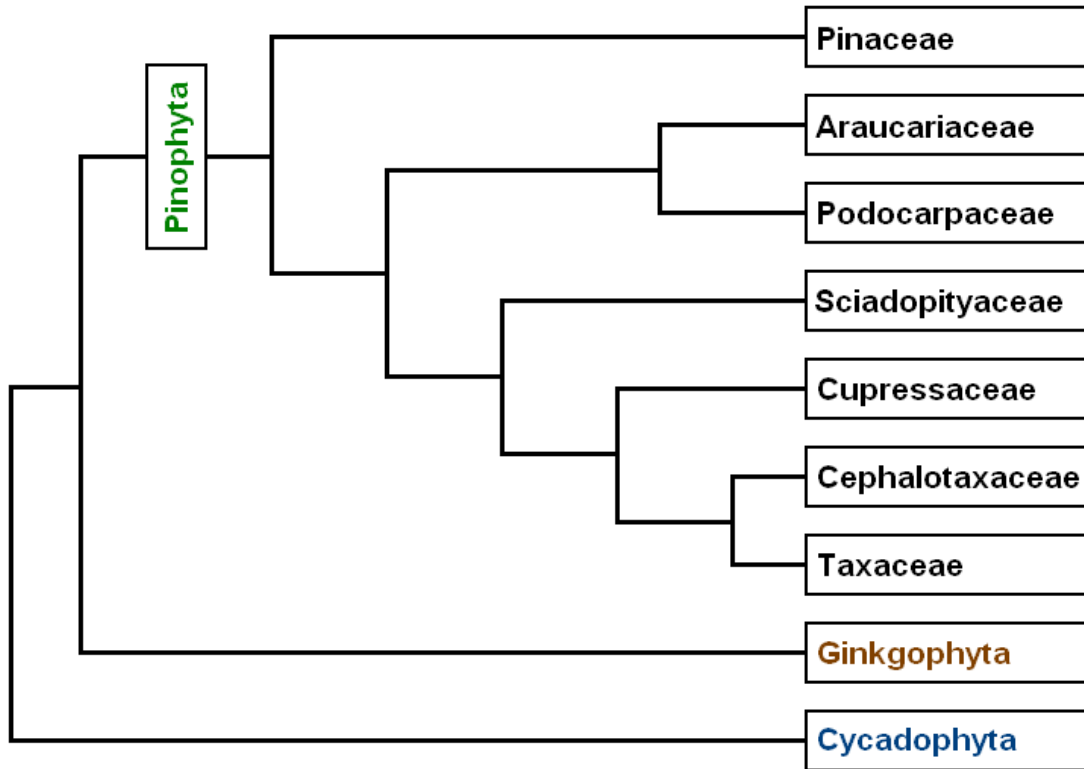 Pinophyta
Pinaceae
Araucariaceae
Podocarpaceae
Sciadopityaceae
Cupressaceae
Cephalotaxaceae
Taxaceae
Ginkgophyta
Cycadophyta